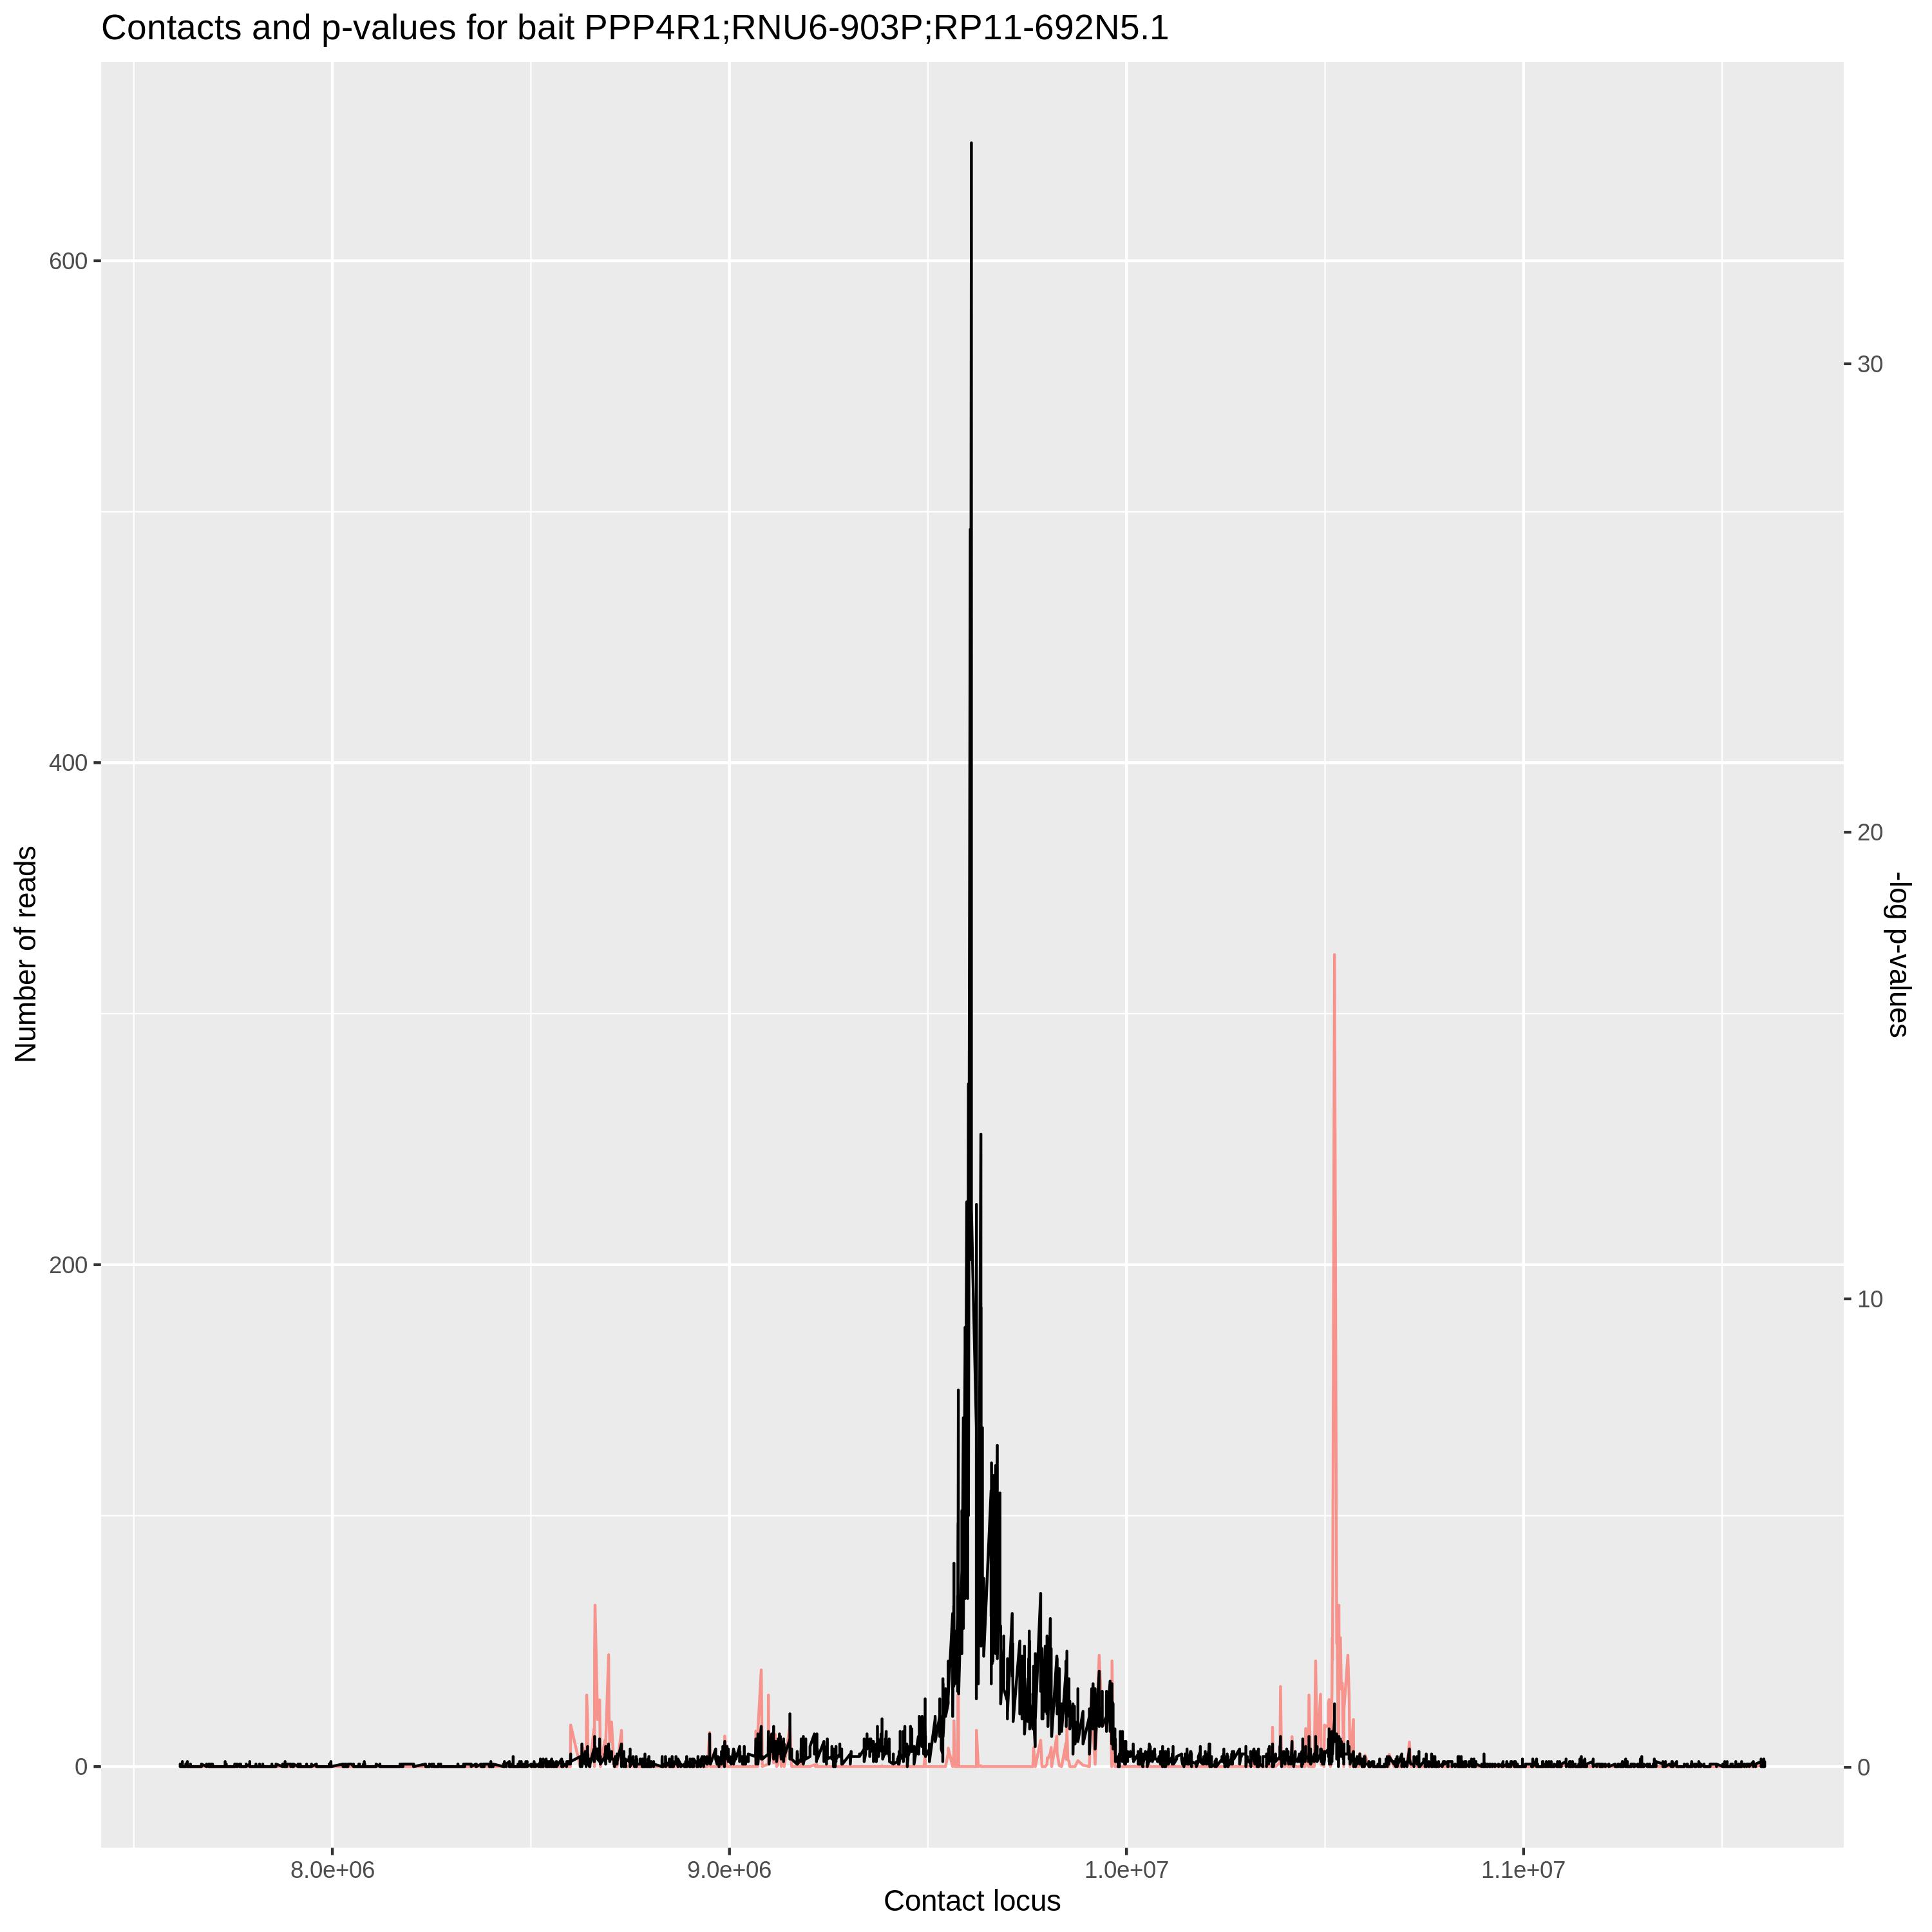 Contacts and p-values for bait PPP4R1;RNU6-903P;RP11-692N5.1
600
400
200
0
Number of reads
30
20
10
0
-log p-values
8.0e+06
9.0e+06
1.0e+07
1.1e+07
Contact locus